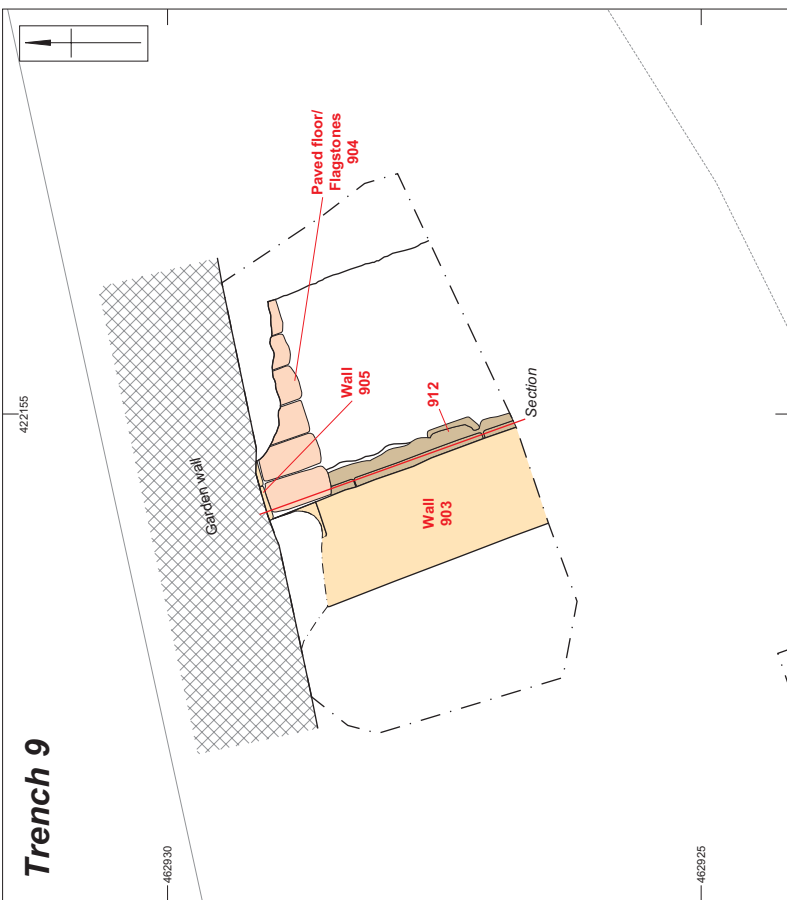 Trench 9
462930
462925
422155
Garden wall
Paved floor/
Flagstones
904
Wall
905
912
Section
Wall
903